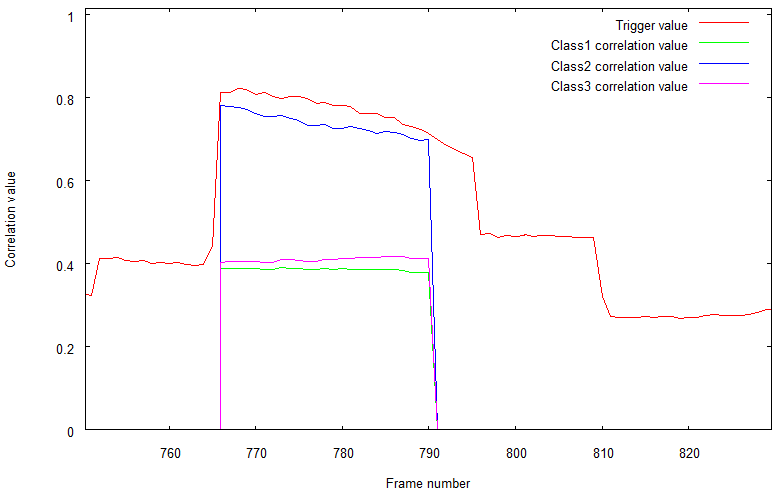 1
Trigger value
Class1 correlation value
Class2 correlation value
Class3 correlation value
0.8
0.6
0.4
0.2
0
Correlation value
760 770 780 790 800 810 820
Frame number